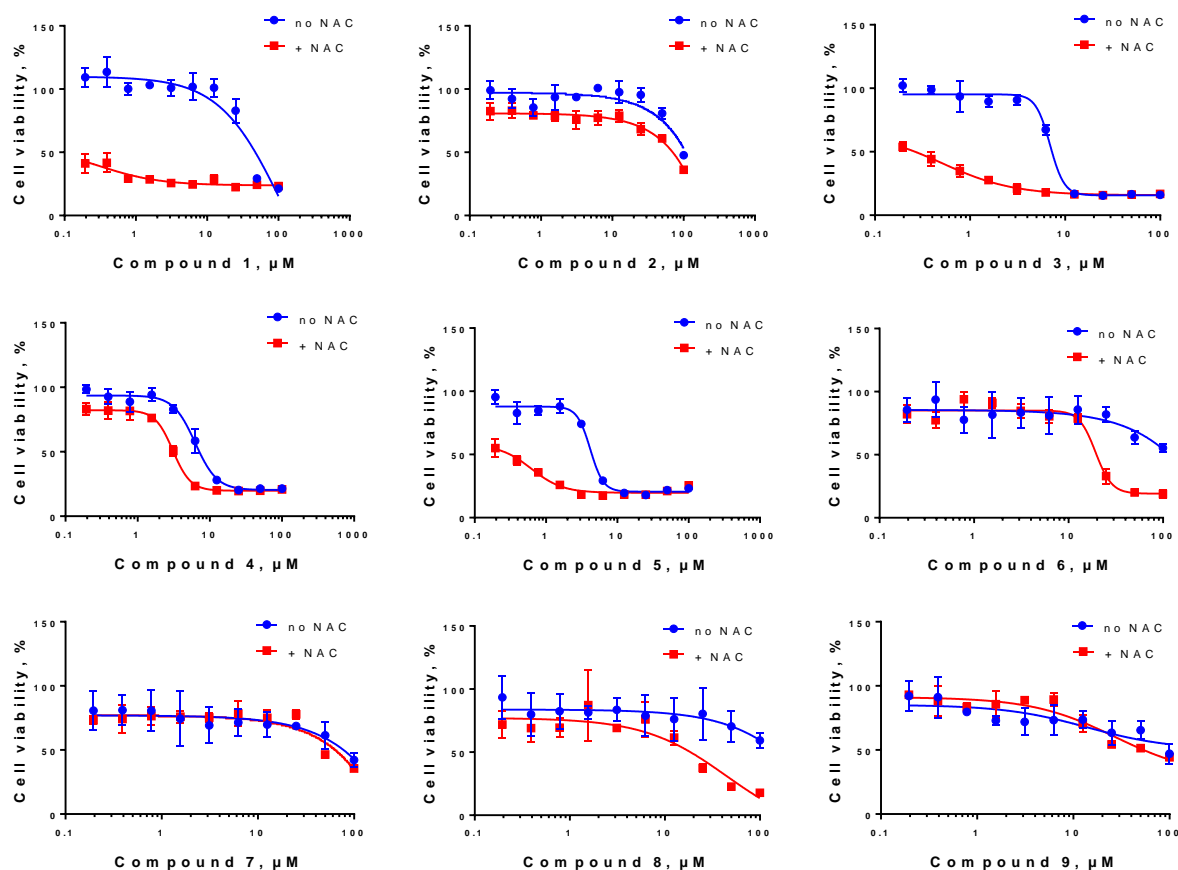 150
100
50
0
Cell viability, %
no NAC
+ NAC
0.1 1 10 100 1000
Compound 1, µM
150
100
50
0
Cell viability, %
no NAC
+ NAC
0.1 1 10 100 1000
Compound 2, µM
150
100
50
0
Cell viability, %
no NAC
+ NAC
0.1 1 10 100
Compound 3, µM
150
100
50
0
Cell viability, %
no NAC
+ NAC
0.1 1 10 100 1000
Compound 4, µM
150
100
50
0
Cell viability, %
no NAC
+ NAC
0.1 1 10 100 1000
Compound 5, µM
150
100
50
0
Cell viability, %
no NAC
+ NAC
0.1 1 10 100
Compound 6, µM
150
100
50
0
Cell viability, %
no NAC
+ NAC
0.1 1 10 100
Compound 7, µM
150
100
50
0
Cell viability, %
no NAC
+ NAC
0.1 1 10 100
Compound 8, µM
150
100
50
0
Cell viability, %
no NAC
+ NAC
0.1 1 10 100
Compound 9, µM